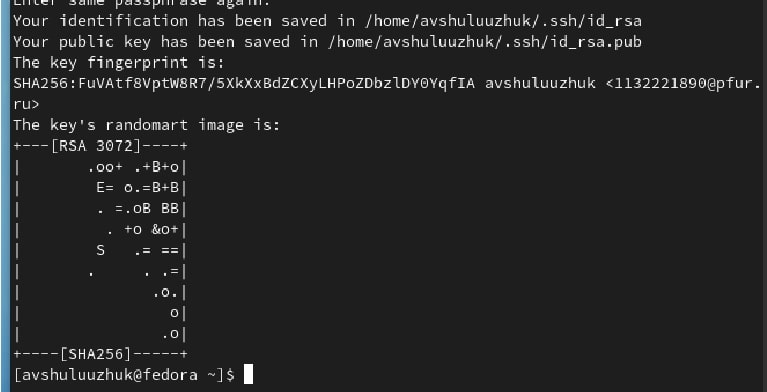 Enter same passphrase again:
Your identification has been saved in /home/avshuluuzhuk/.ssh/id_rsa
Your public key has been saved in /home/avshuluuzhuk/.ssh/id_rsa.pub
The key fingerprint is:
SHA256:FuVAtf8VptW8R7/5XkXxBdZCXyLHPoZDbzlDY0YqfIA avshuluuzhuk <1132221890@pfur.
ru>
The key's randomart image is:
+---[RSA 3072]----+
|        .oo+ .+B+o|
|         E= o.=B+B|
|         . =.oB BB|
|          . +o &o+|
|         S   .= ==|
|        .     . .=|
|               .o.|
|                 o|
|                .o|
+----[SHA256]-----+
[avshuluuzhuk@fedora ~]$